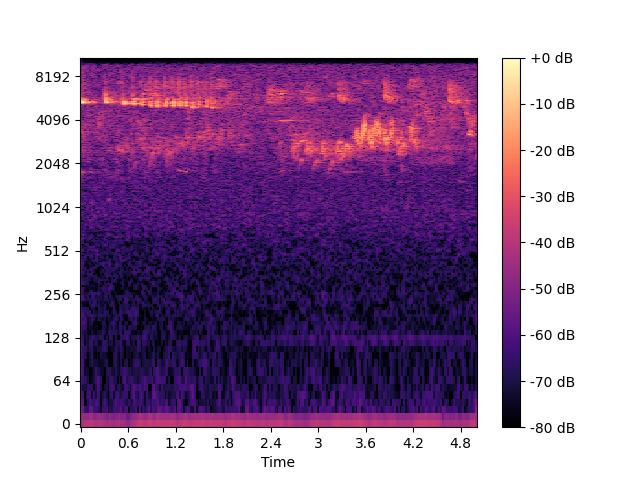 8192
4096
2048
1024
512
256
128
64
0
Hz
0 0.6 1.2 1.8 2.4 3 3.6 4.2 4.8
Time
+0 dB
-10 dB
-20 dB
-30 dB
-40 dB
-50 dB
-60 dB
-70 dB
-80 dB